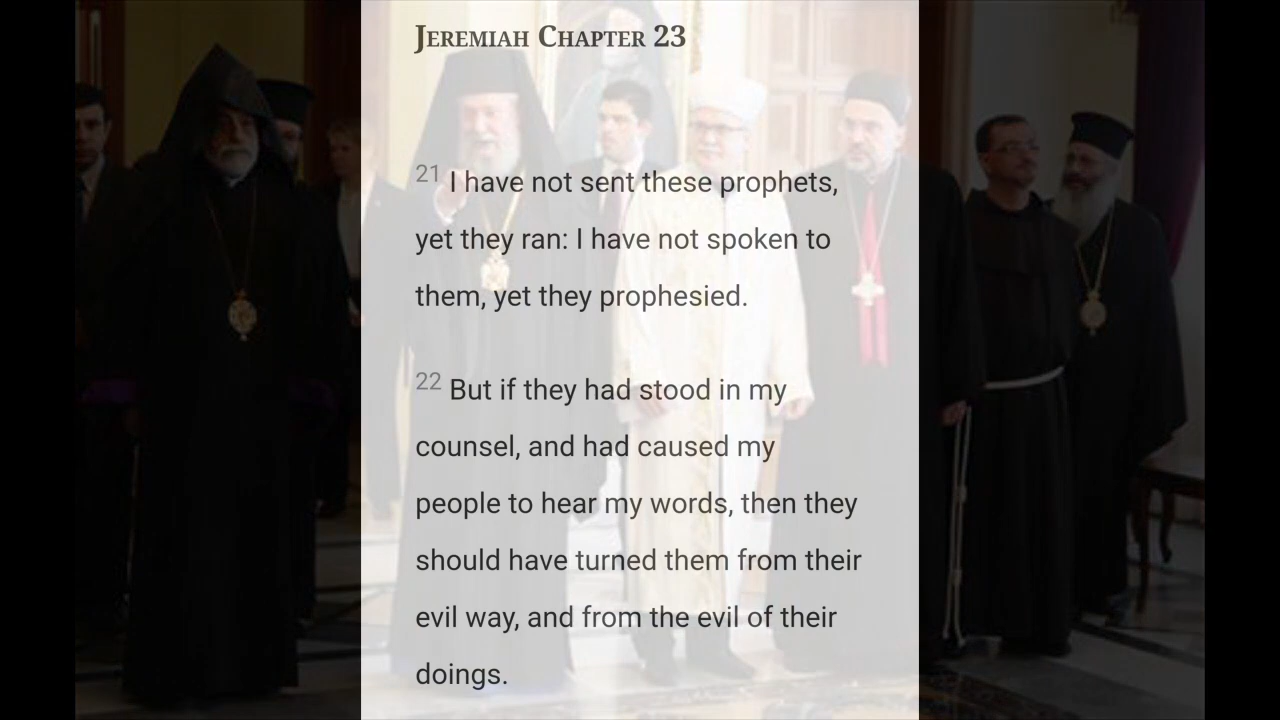 Jeremiah Chapter 23
21 I have not sent these prophets,
yet they ran: I have not spoken to
them, yet they prophesied.
22 But if they had stood in my
counsel, and had caused my
people to hear my words, then they
should have turned them from their
evil way, and from the evil of their
doings.